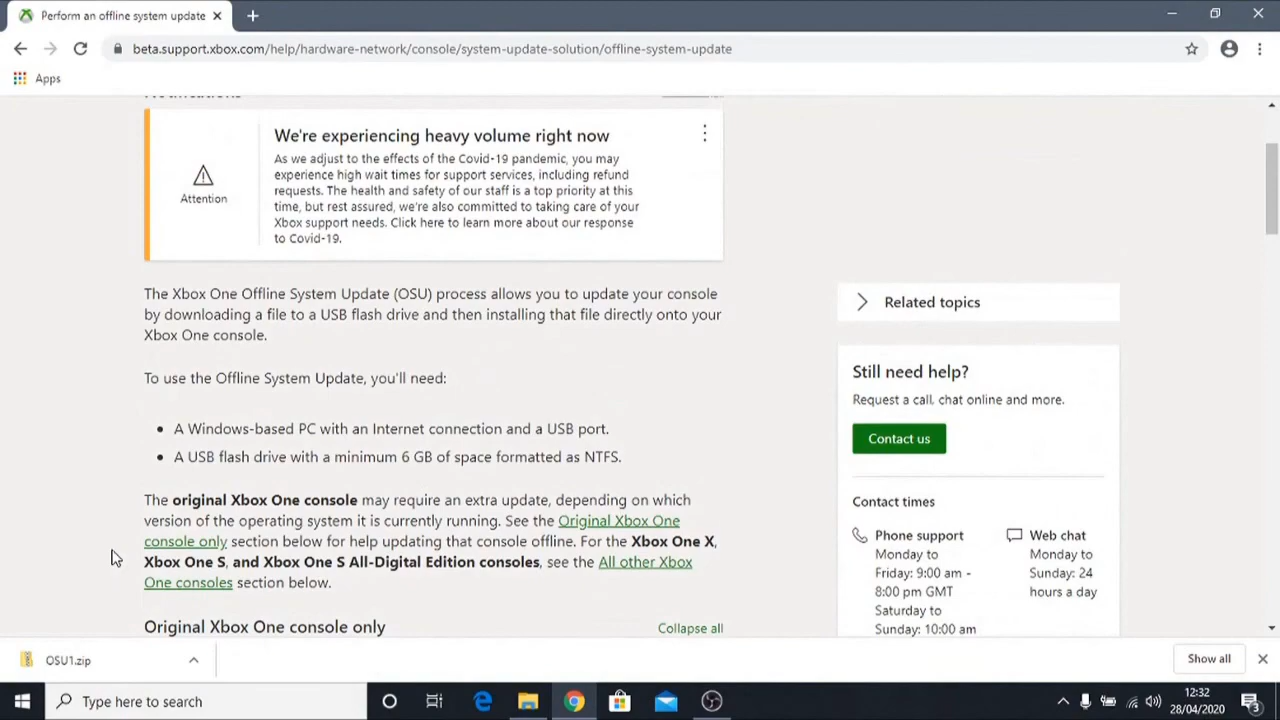 Perform an offline system update
beta.support.xbox.com/help/hardware-network/console/system-update-solution/offline-system-update
Apps
Notifications
We're experiencing heavy volume right now
As we adjust to the effects of the Covid-19 pandemic, you may
experience high wait times for support services, including refund
requests. The health and safety of our staff is a top priority at this
time, but rest assured, we're also committed to taking care of your
Xbox support needs. Click here to learn more about our response
to Covid-19.
Attention
The Xbox One Offline System Update (OSU) process allows you to update your console
by downloading a file to a USB flash drive and then installing that file directly onto your
Xbox One console.
To use the Offline System Update, you'll need:
• A Windows-based PC with an Internet connection and a USB port.
• A USB flash drive with a minimum 6 GB of space formatted as NTFS.
The original Xbox One console may require an extra update, depending on which
version of the operating system it is currently running. See the Original Xbox One
console only section below for help updating that console offline. For the Xbox One X,
Xbox One S, and Xbox One S All-Digital Edition consoles, see the All other Xbox
One consoles section below.
Original Xbox One console only
Collapse all
Related topics
Still need help?
Request a call, chat online and more.
Contact us
Contact times
Phone support
Monday to
Friday: 9:00 am -
8:00 pm GMT
Saturday to
Sunday: 10:00 am
Web chat
Monday to
Sunday: 24
hours a day
OSU1.zip
Show all
Type here to search
12:32
28/04/2020
3